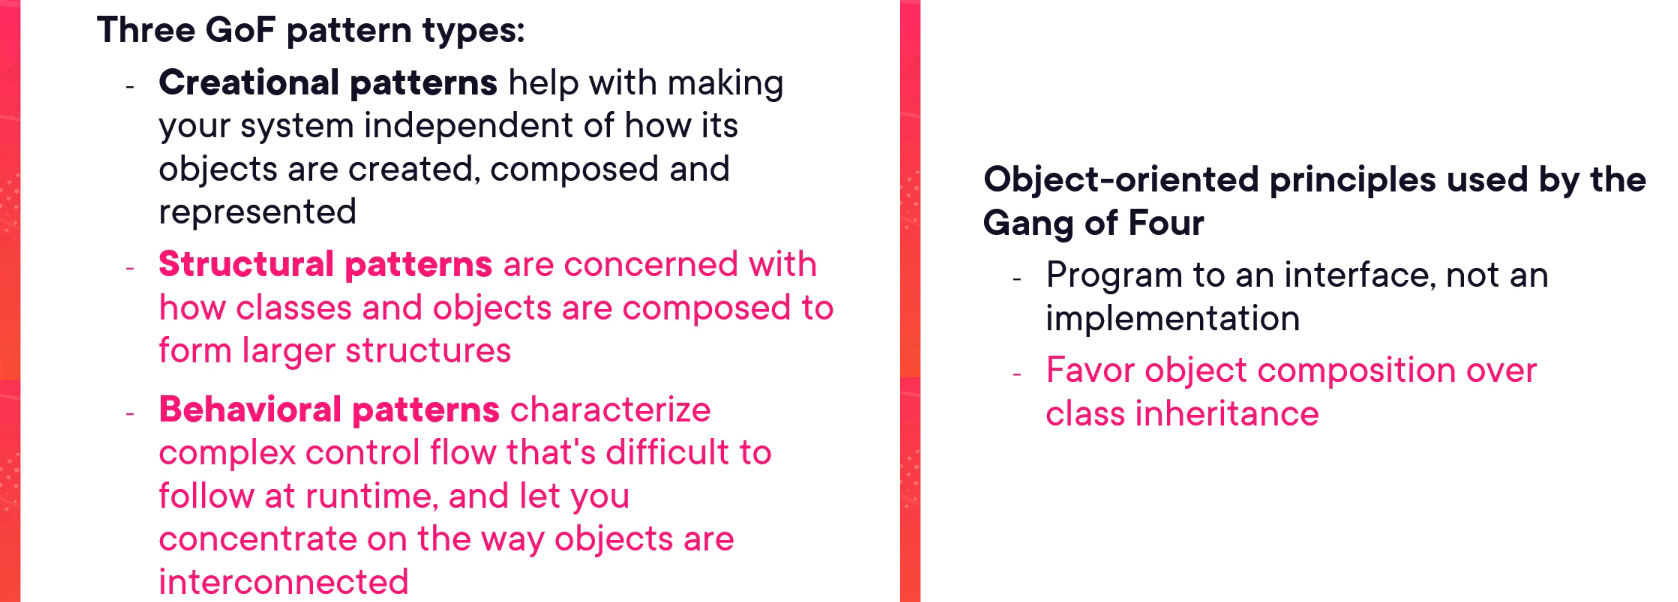 Three GoF pattern types:
- Creational patterns help with making
your system independent of how its
objects are created, composed and
represented
- Structural patterns are concerned with
how classes and objects are composed to
form larger structures
- Behavioral patterns characterize
complex control flow that's difficult to
follow at runtime, and let you
concentrate on the way objects are
interconnected
Object-oriented principles used by the
Gang of Four
- Program to an interface, not an
implementation
- Favor object composition over
class inheritance